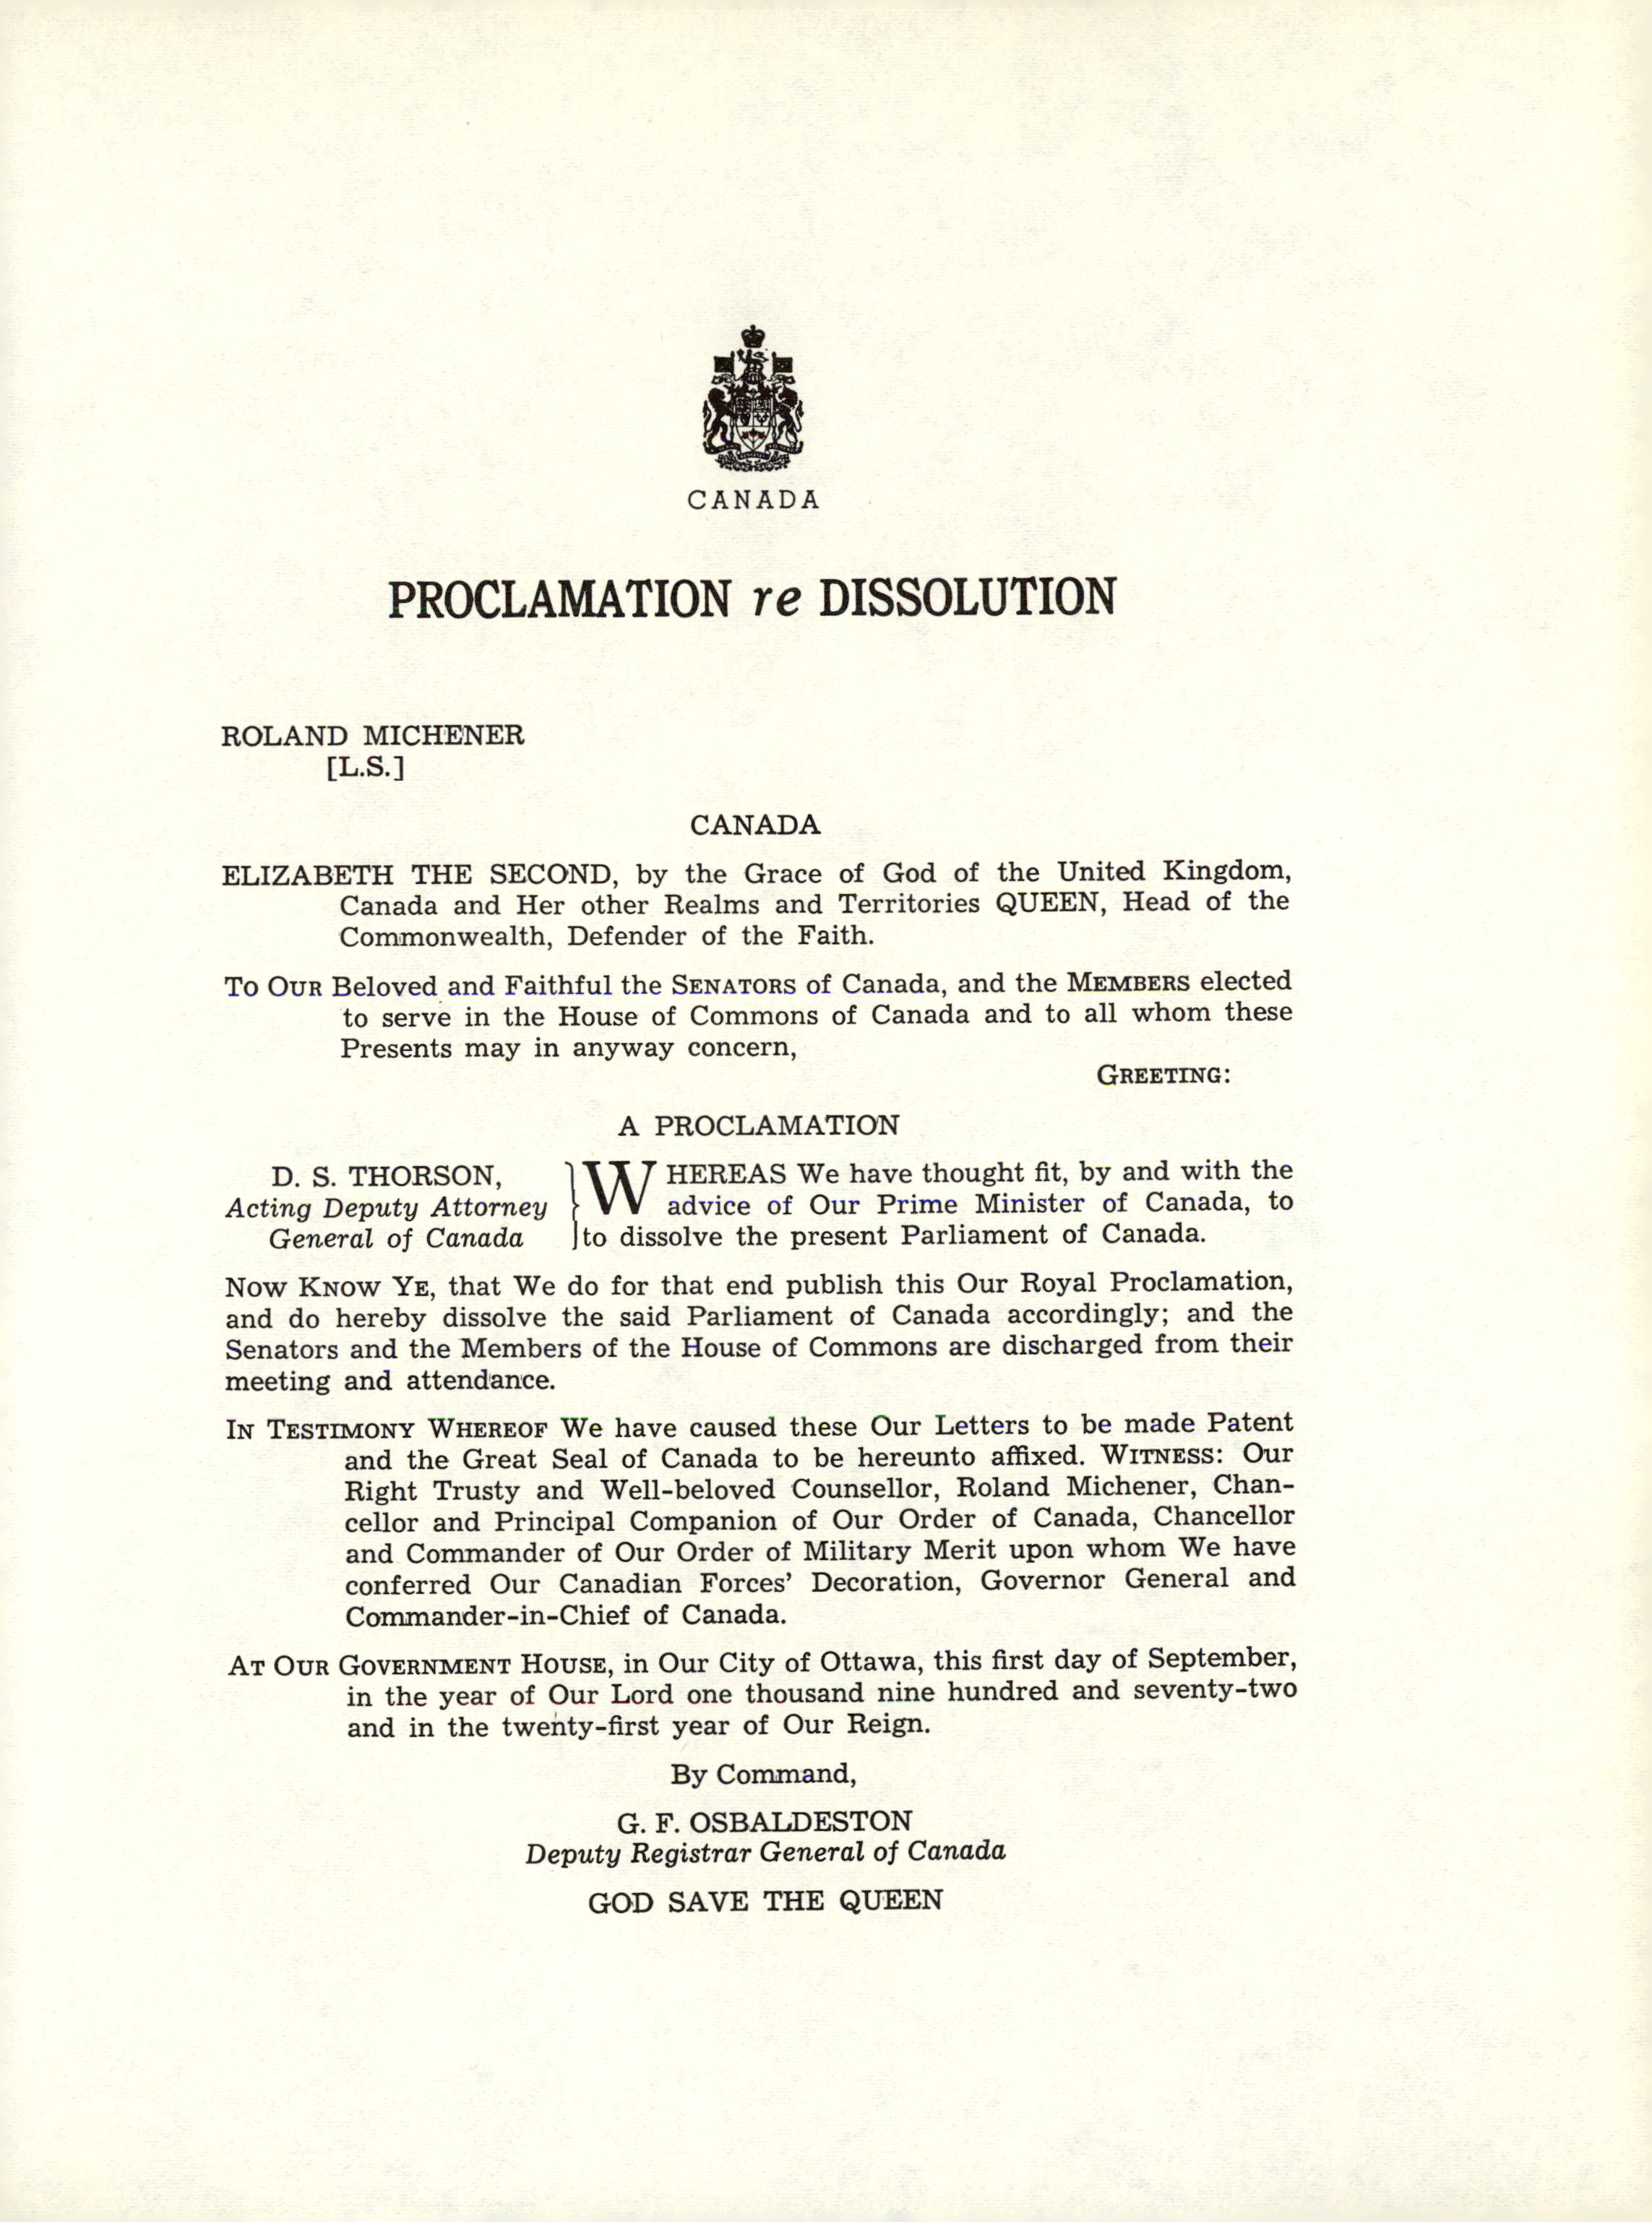 CANADA
PROCLAMATION re DISSOLUTION
ROLAND MICHENER
[L.S.]
CANADA
ELIZABETH THE SECOND, by the Grace of God of the United Kingdom,
Canada and Her other Realms and Territories QUEEN, Head of the
Commonwealth, Defender of the Faith.
To Our Beloved and Faithful the Senators of Canada, and the Members elected
to serve in the House of Commons of Canada and to all whom these
Presents may in anyway concern,
Greeting:
A PROCLAMATION
D. S. THORSON,
Acting Deputy Attorney
General of Canada
WHEREAS We have thought fit, by and with the
advice of Our Prime Minister of Canada, to
to dissolve the present Parliament of Canada.
Now Know Ye, that We do for that end publish this Our Royal Proclamation,
and do hereby dissolve the said Parliament of Canada accordingly; and the
Senators and the Members of the House of Commons are discharged from their
meeting and attendance.
In Testimony Whereof We have caused these Our Letters to be made Patent
and the Great Seal of Canada to be hereunto affixed. Witness: Our
Right Trusty and Well-beloved Counsellor, Roland Michener, Chan-
cellor and Principal Companion of Our Order of Canada, Chancellor
and Commander of Our Order of Military Merit upon whom We have
conferred Our Canadian Forces' Decoration, Governor General and
Commander-in-Chief of Canada.
At Our Government House, in Our City of Ottawa, this first day of September,
in the year of Our Lord one thousand nine hundred and seventy-two
and in the twenty-first year of Our Reign.
By Command,
G. F. OSBALDESTON
Deputy Registrar General of Canada
GOD SAVE THE QUEEN